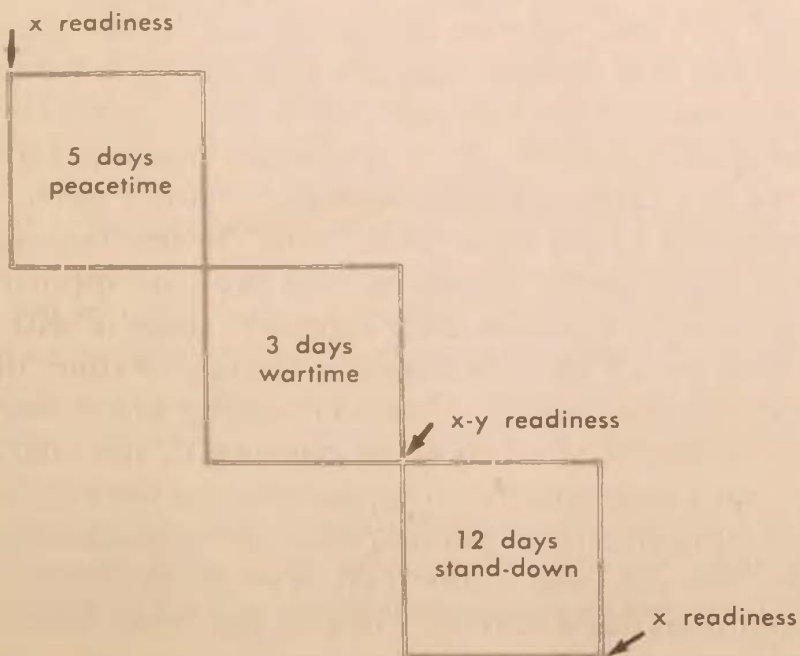 x readiness
5 days
peacetime
3 days
wartime
x-y readiness
12 days
stand-down
x readiness